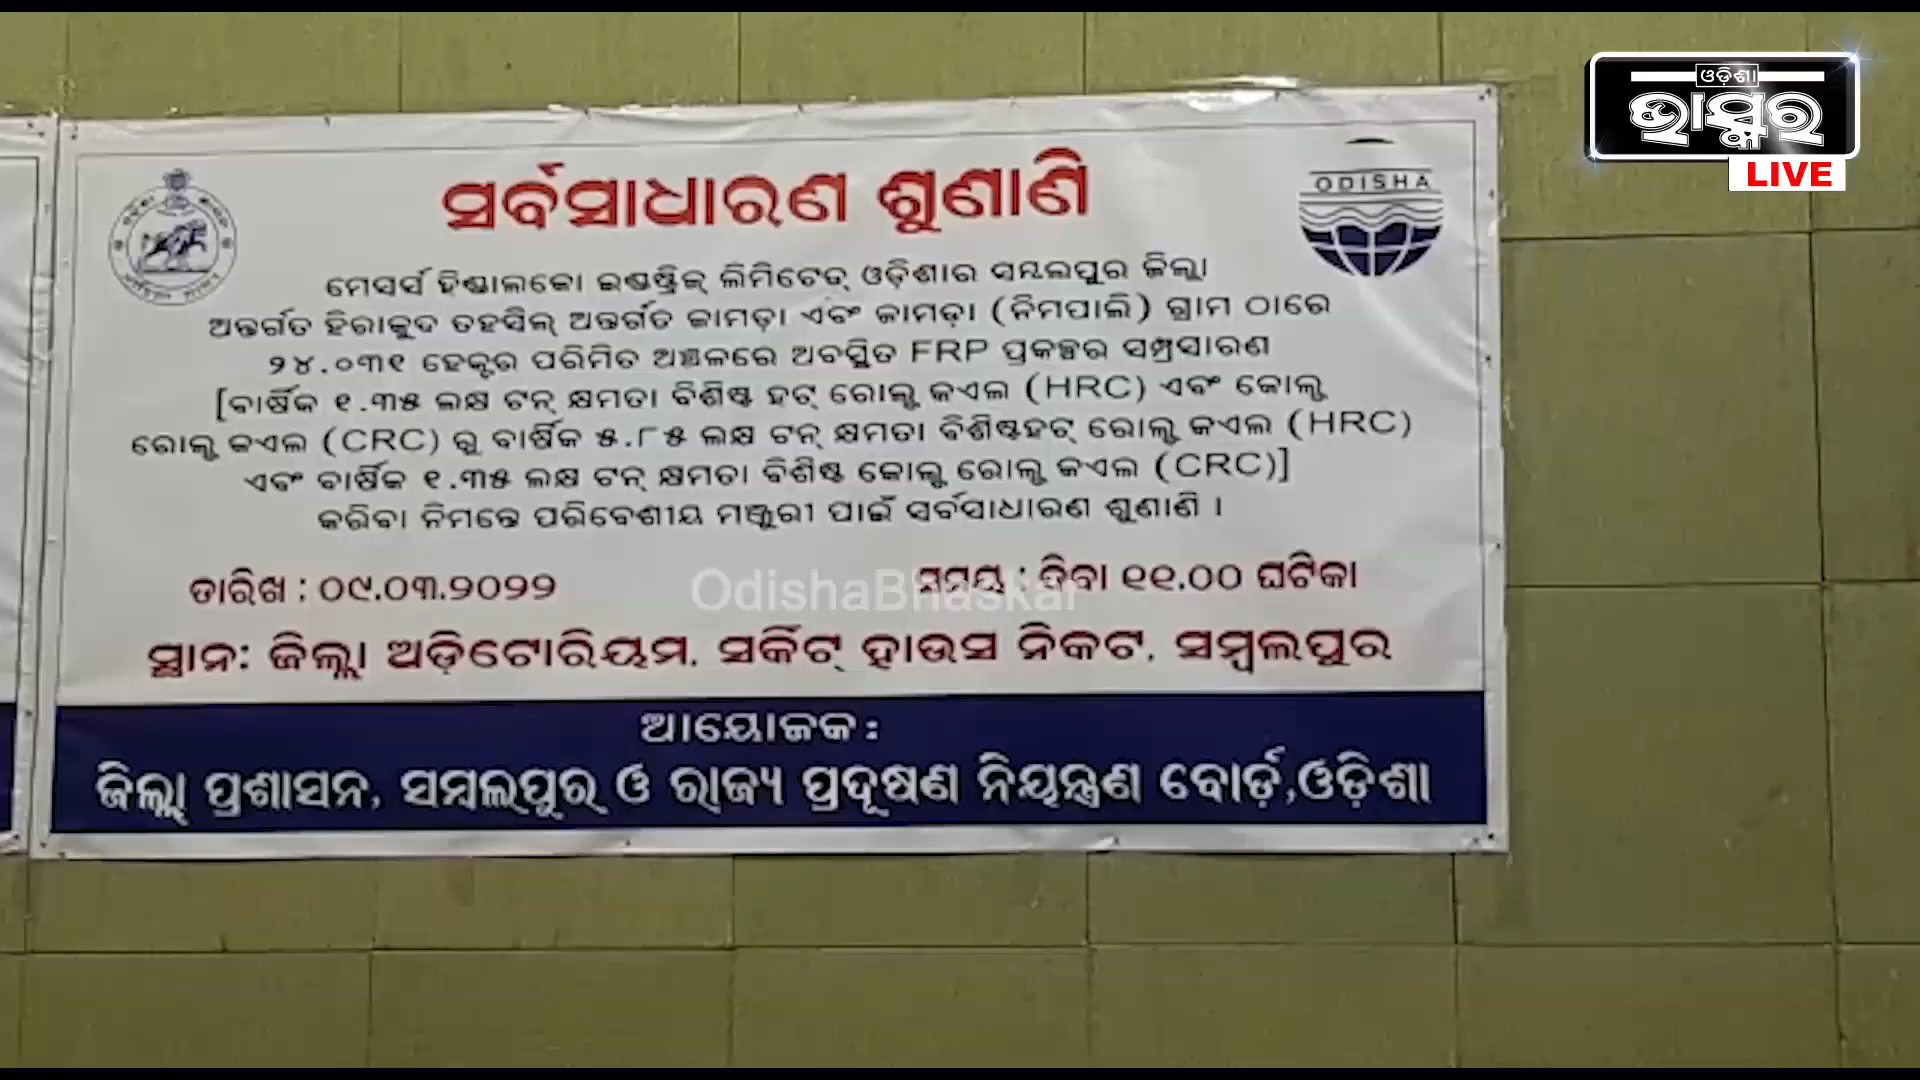 ଓଡ଼ିଶା
ଭାସ୍କର
LIVE
ସର୍ବସାଧାରଣ ଶୁଣାଣି
ODISHA
ମେସର୍ସ ହିଣ୍ଡାଲକୋ ଇଣ୍ଡଷ୍ଟ୍ରିଜ୍ ଲିମିଟେଡ୍ ଓଡ଼ିଶାର ସମ୍ବଲପୁର ଜିଲ୍ଲା
ଅନ୍ତର୍ଗତ ହିରାକୁଦ ତହସିଲ୍ ଅନ୍ତର୍ଗତ କାମଡ଼ା ଏବଂ କାମଡ଼ା (ନିମପାଲି) ଗ୍ରାମ ଠାରେ
୨୪.୦୩୧ ହେକ୍ଟର ପରିମିତ ଅଞ୍ଚଳରେ ଅବସ୍ଥିତ FRP ପ୍ରକଳ୍ପର ସମ୍ପ୍ରସାରଣ
[ବାର୍ଷିକ ୧.୩୫ ଲକ୍ଷ ଟନ୍ କ୍ଷମତା ବିଶିଷ୍ଟ ହଟ୍ ରୋଲ୍ଡ କଏଲ (HRC) ଏବଂ କୋଲ୍ଡ
ରୋଲ୍ଡ କଏଲ (CRC) ରୁ ବାର୍ଷିକ ୫.୮୫ ଲକ୍ଷ ଟନ୍ କ୍ଷମତା ବିଶିଷ୍ଟହଟ୍ ରୋଲ୍ଡ କଏଲ (HRC)
ଏବଂ ବାର୍ଷିକ ୧.୩୫ ଲକ୍ଷ ଟନ୍ କ୍ଷମତା ବିଶିଷ୍ଟ କୋଲ୍ଡ ରୋଲ୍ଡ କଏଲ (CRC)]
କରିବା ନିମନ୍ତେ ପରିବେଶୀୟ ମଞ୍ଜୁରୀ ପାଇଁ ସର୍ବସାଧାରଣ ଶୁଣାଣି ।
ତାରିଖ : ୦୯.୦୩.୨୦୨୨ ସମୟ : ଦିବା ୧୧.୦୦ ଘଟିକା
OdishaBhaskar
ସ୍ଥାନ: ଜିଲ୍ଲା ଅଡ଼ିଟୋରିୟମ, ସର୍କିଟ୍ ହାଉସ ନିକଟ, ସମ୍ବଲପୁର
ଆୟୋଜକ:
ଜିଲ୍ଲା ପ୍ରଶାସନ, ସମ୍ବଲପୁର ଓ ରାଜ୍ୟ ପ୍ରଦୂଷଣ ନିୟନ୍ତ୍ରଣ ବୋର୍ଡ଼,ଓଡ଼ିଶା